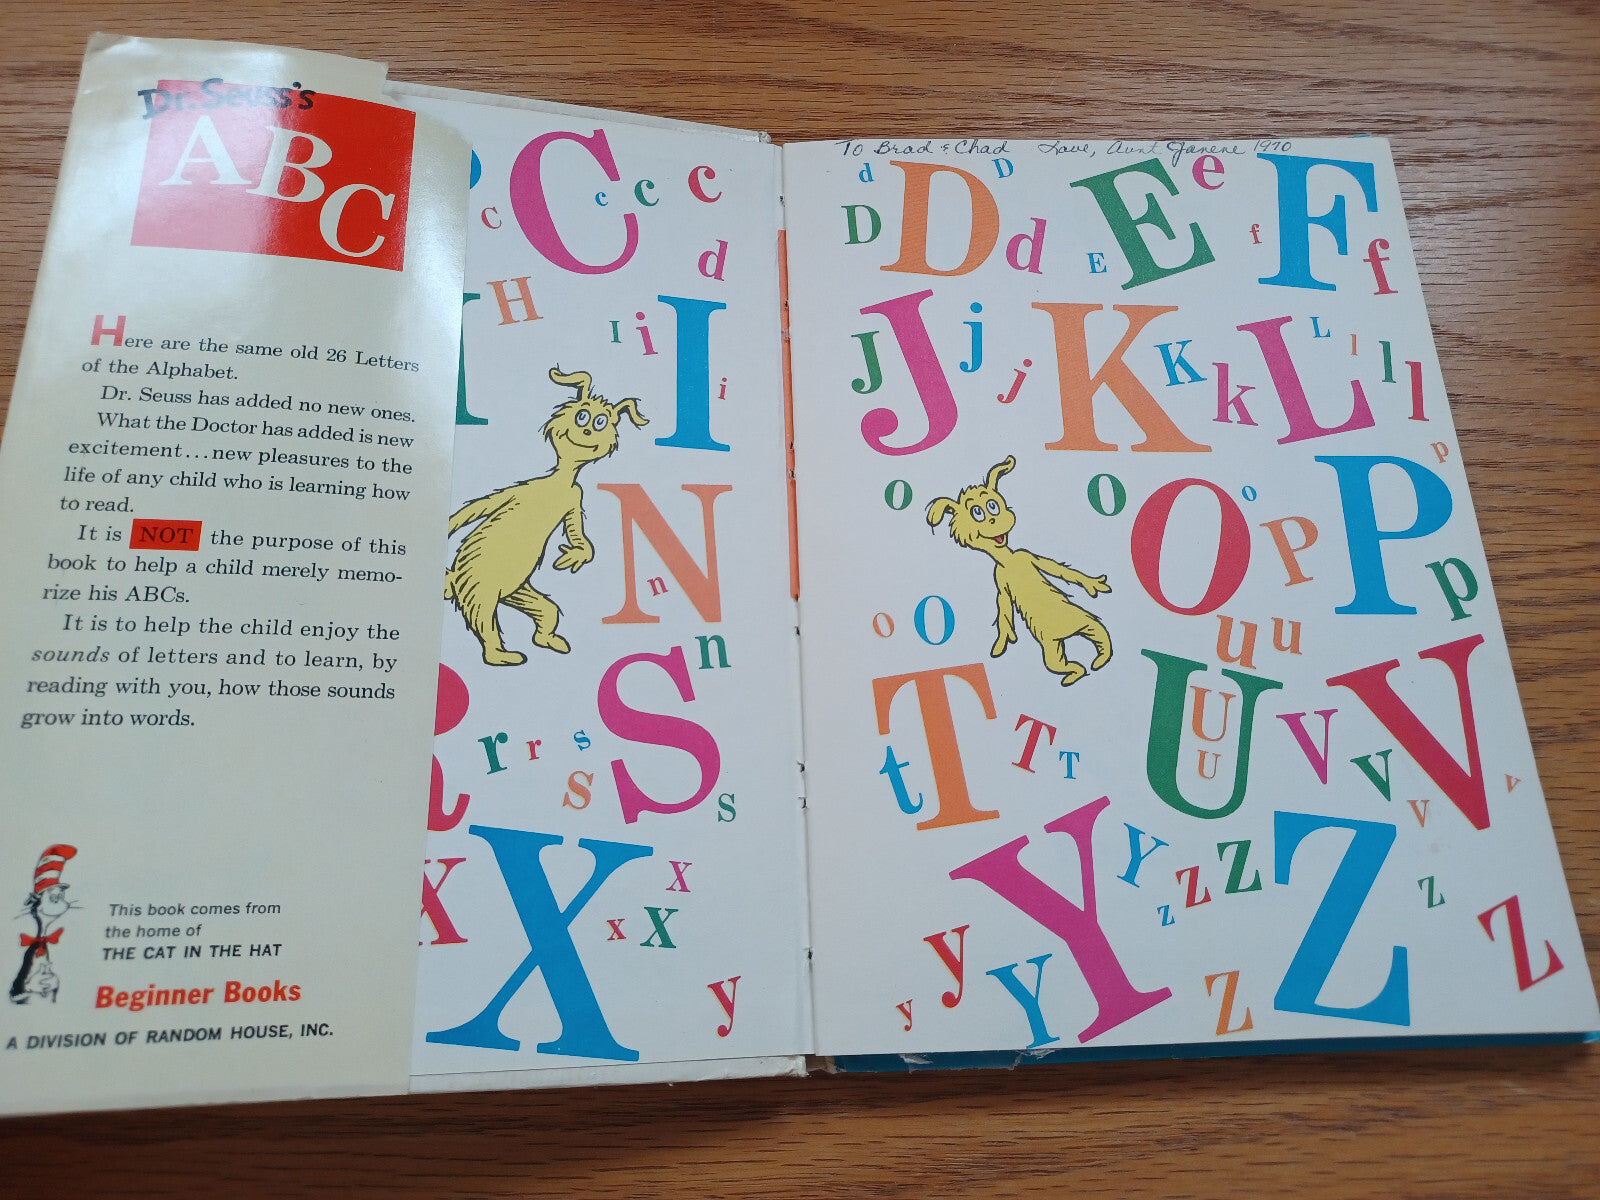 Dr. Seuss's
ABC
Here are the same old 26 Letters
of the Alphabet.
Dr. Seuss has added no new ones.
What the Doctor has added is new
excitement...new pleasures to the
life of any child who is learning how
to read.
It is NOT the purpose of this
book to help a child merely memo-
rize his ABCs.
It is to help the child enjoy the
sounds of letters and to learn, by
reading with you, how those sounds
grow into words.
This book comes from
the home of
THE CAT IN THE HAT
Beginner Books
A DIVISION OF RANDOM HOUSE, INC.
c C c c c
d
H
I i I
i
N
n
n
r r s S
s s
X x
X x X
y
To Brad & Chad Love, Aunt Janene 1970
d D D E e F
D d E f f
J J j j K K k L L l l l
o o O o P P p
p
o O
u u
t T T T U U U V v V v v
Y Y z z Z Z z
y y Y Z Z